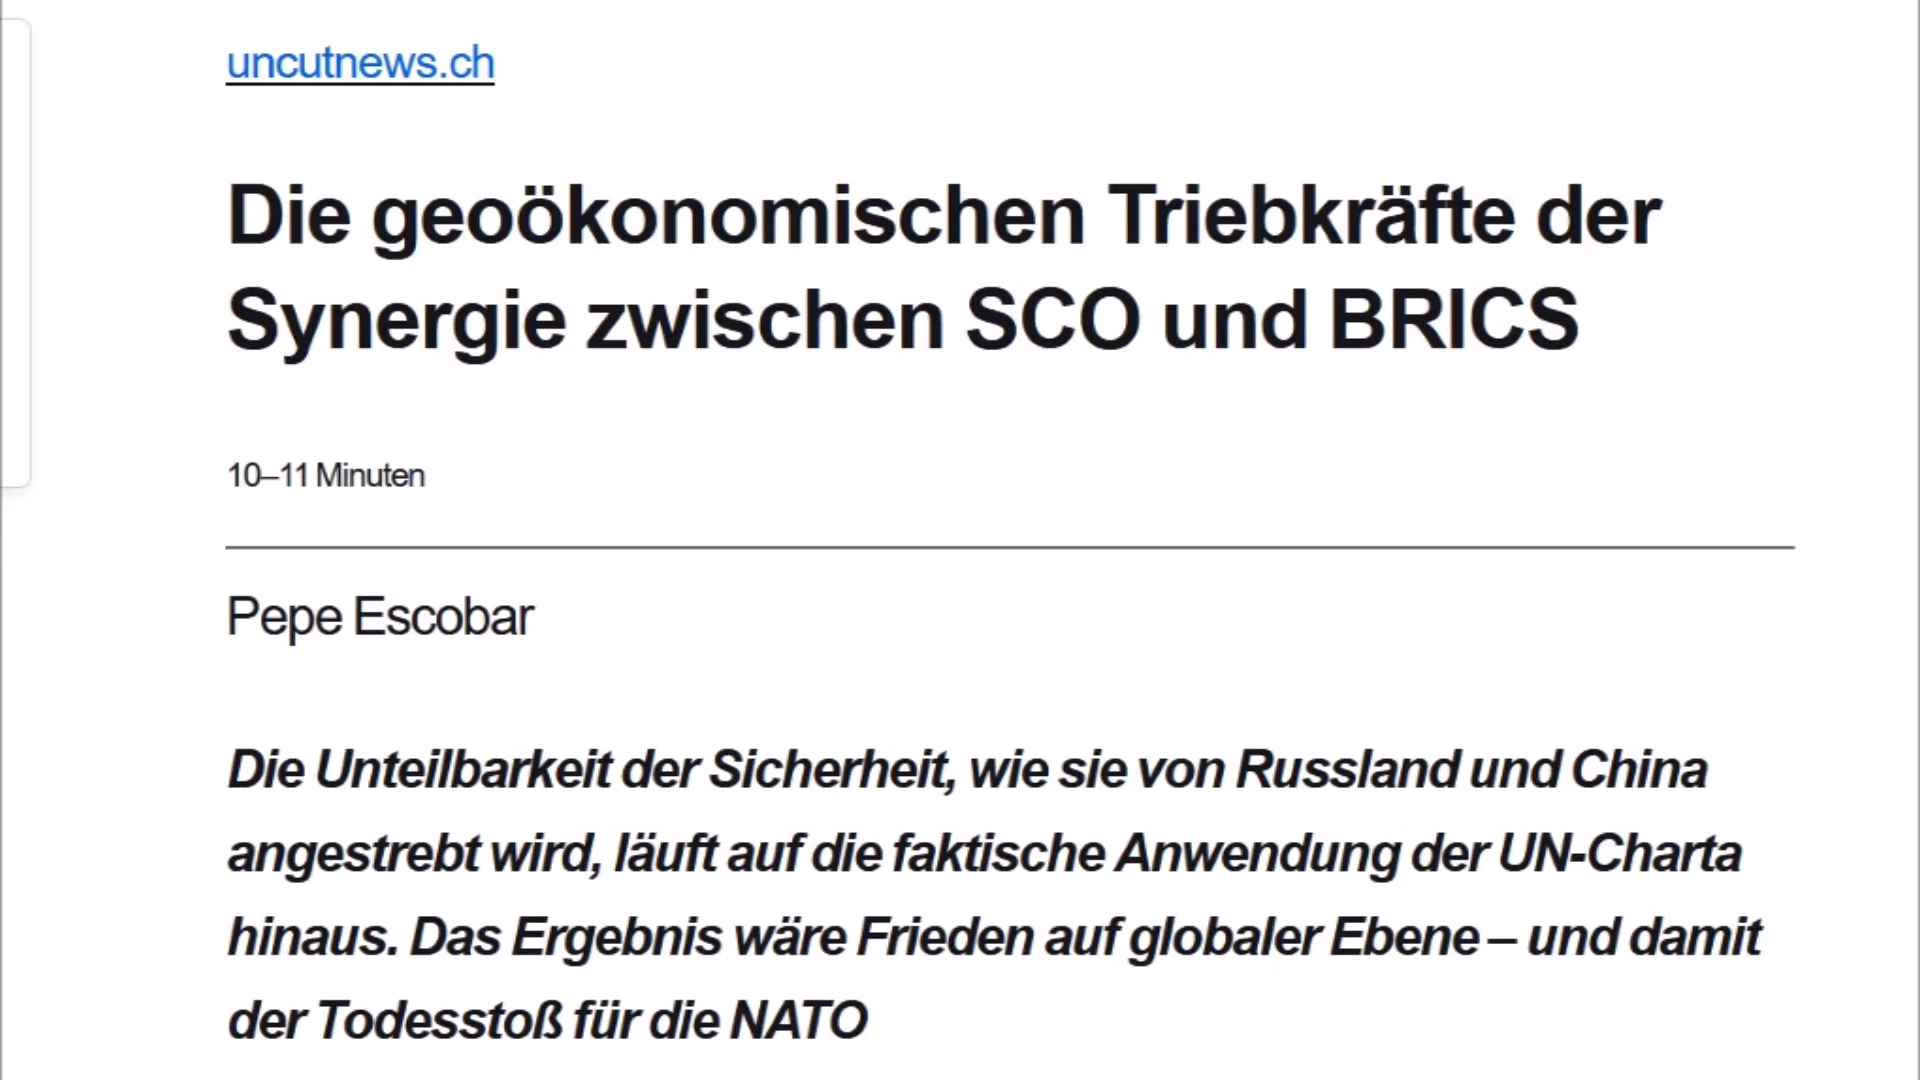 uncutnews.ch
Die geoökonomischen Triebkräfte der
Synergie zwischen SCO und BRICS
10–11 Minuten
Pepe Escobar
Die Unteilbarkeit der Sicherheit, wie sie von Russland und China
angestrebt wird, läuft auf die faktische Anwendung der UN-Charta
hinaus. Das Ergebnis wäre Frieden auf globaler Ebene – und damit
der Todesstoß für die NATO